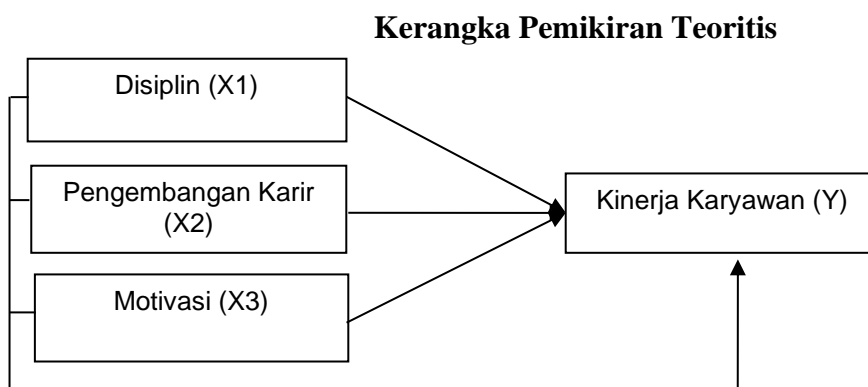 Kerangka Pemikiran Teoritis
Disiplin (X1)
Pengembangan Karir
(X2)
Motivasi (X3)
Kinerja Karyawan (Y)